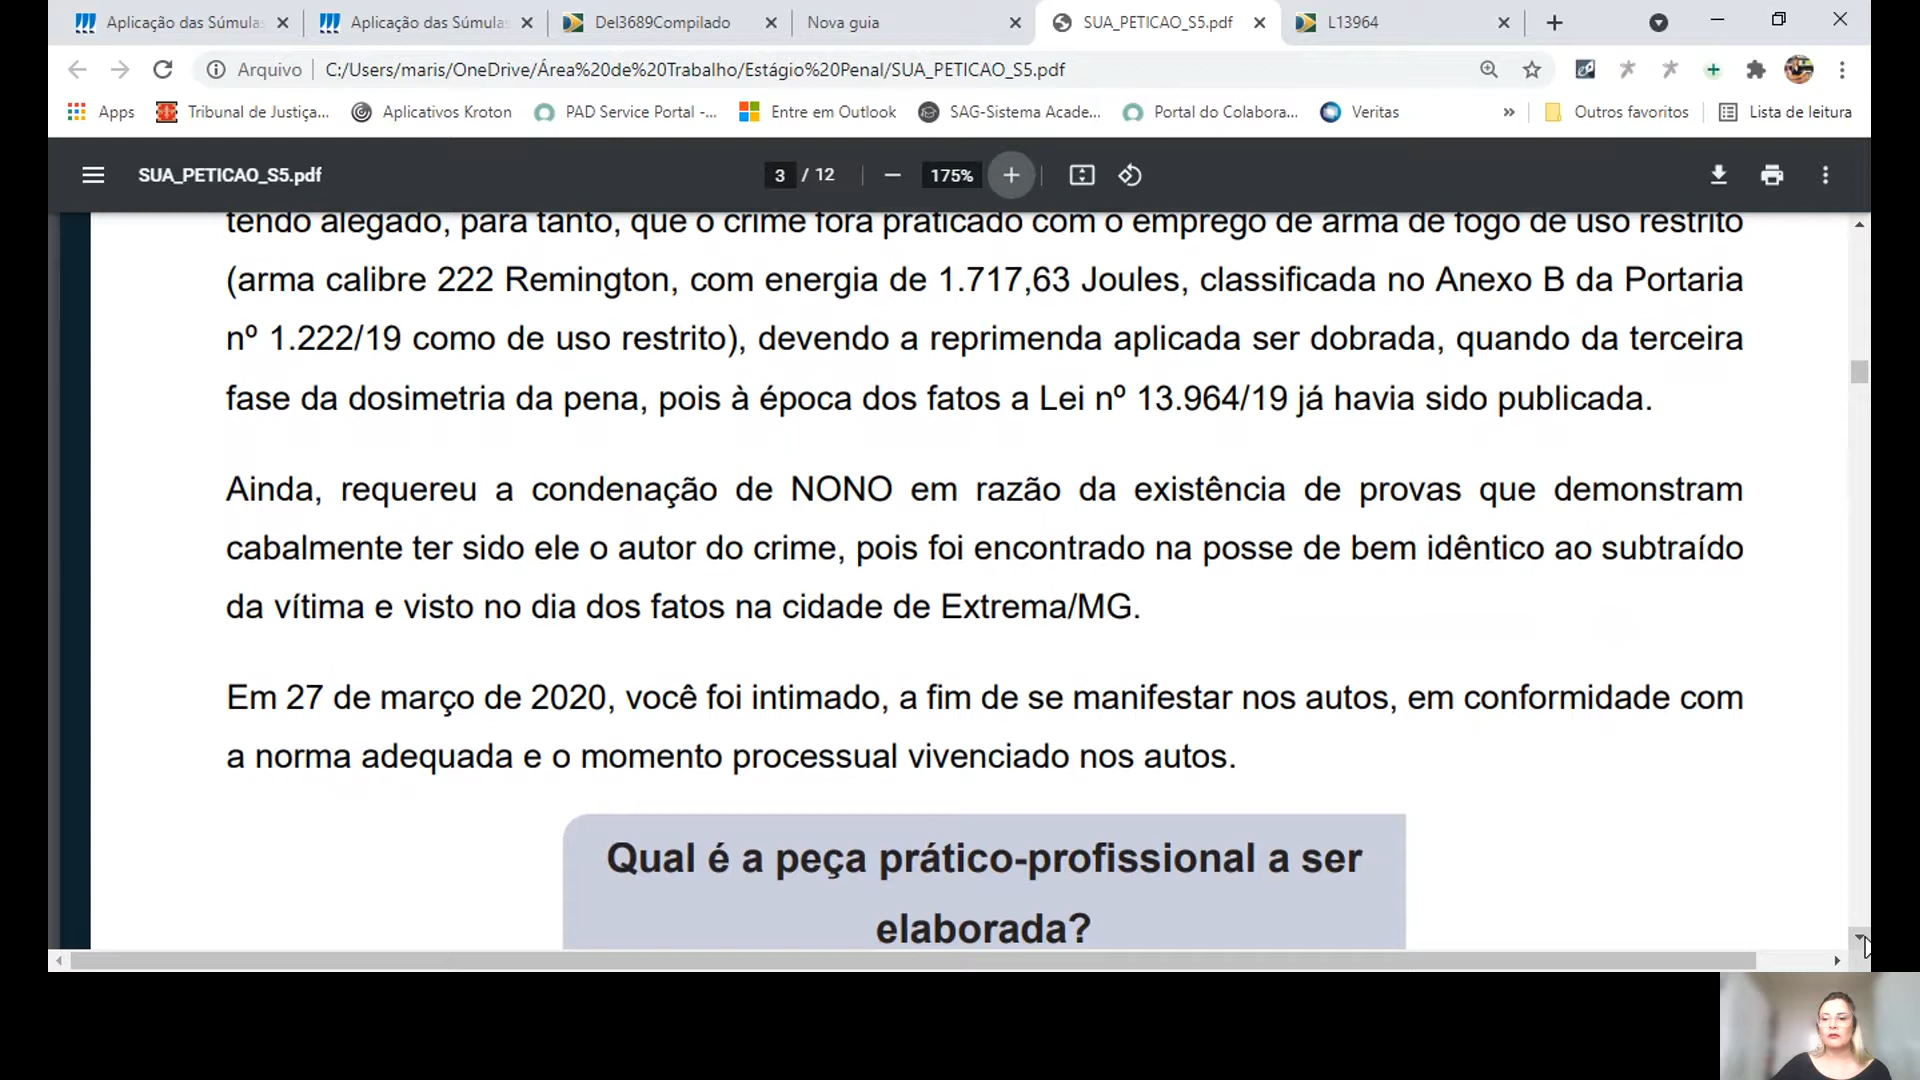 Aplicação das Súmula
Aplicação das Súmula
Del3689Compilado
Nova guia
SUA_PETICAO_S5.pdf
L13964
Arquivo
C:/Users/maris/OneDrive/Área%20de%20Trabalho/Estágio%20Penal/SUA_PETICAO_S5.pdf
Apps
Tribunal de Justiça...
Aplicativos Kroton
PAD Service Portal -...
Entre em Outlook
SAG-Sistema Acade...
Portal do Colabora...
Veritas
»
Outros favoritos
Lista de leitura
SUA_PETICAO_S5.pdf
3 / 12
175%
tendo alegado, para tanto, que o crime fora praticado com o emprego de arma de fogo de uso restrito
(arma calibre 222 Remington, com energia de 1.717,63 Joules, classificada no Anexo B da Portaria
nº 1.222/19 como de uso restrito), devendo a reprimenda aplicada ser dobrada, quando da terceira
fase da dosimetria da pena, pois à época dos fatos a Lei nº 13.964/19 já havia sido publicada.
Ainda, requereu a condenação de NONO em razão da existência de provas que demonstram
cabalmente ter sido ele o autor do crime, pois foi encontrado na posse de bem idêntico ao subtraído
da vítima e visto no dia dos fatos na cidade de Extrema/MG.
Em 27 de março de 2020, você foi intimado, a fim de se manifestar nos autos, em conformidade com
a norma adequada e o momento processual vivenciado nos autos.
Qual é a peça prático-profissional a ser
elaborada?